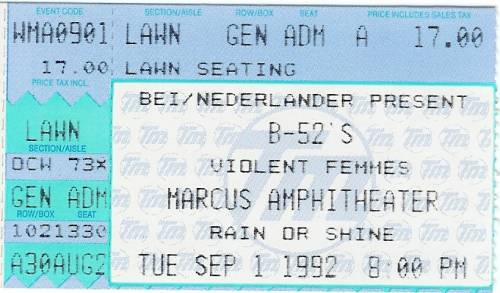 EVENT CODE SECTION/AISLE ROW/BOX SEAT PRICE INCLUDES SALES TAX
WMA0901 LAWN GEN ADM A 17.00
17.00 LAWN SEATING
PRICE TAX INCL.
BEI/NEDERLANDER PRESENT
LAWN B-52'S
SECTION/AISLE
OCW 73X VIOLENT FEMMES
GEN ADM MARCUS AMPHITHEATER
ROW/BOX SEAT
1021330 RAIN OR SHINE
A30AUG2 TUE SEP 1 1992 8:00 PM